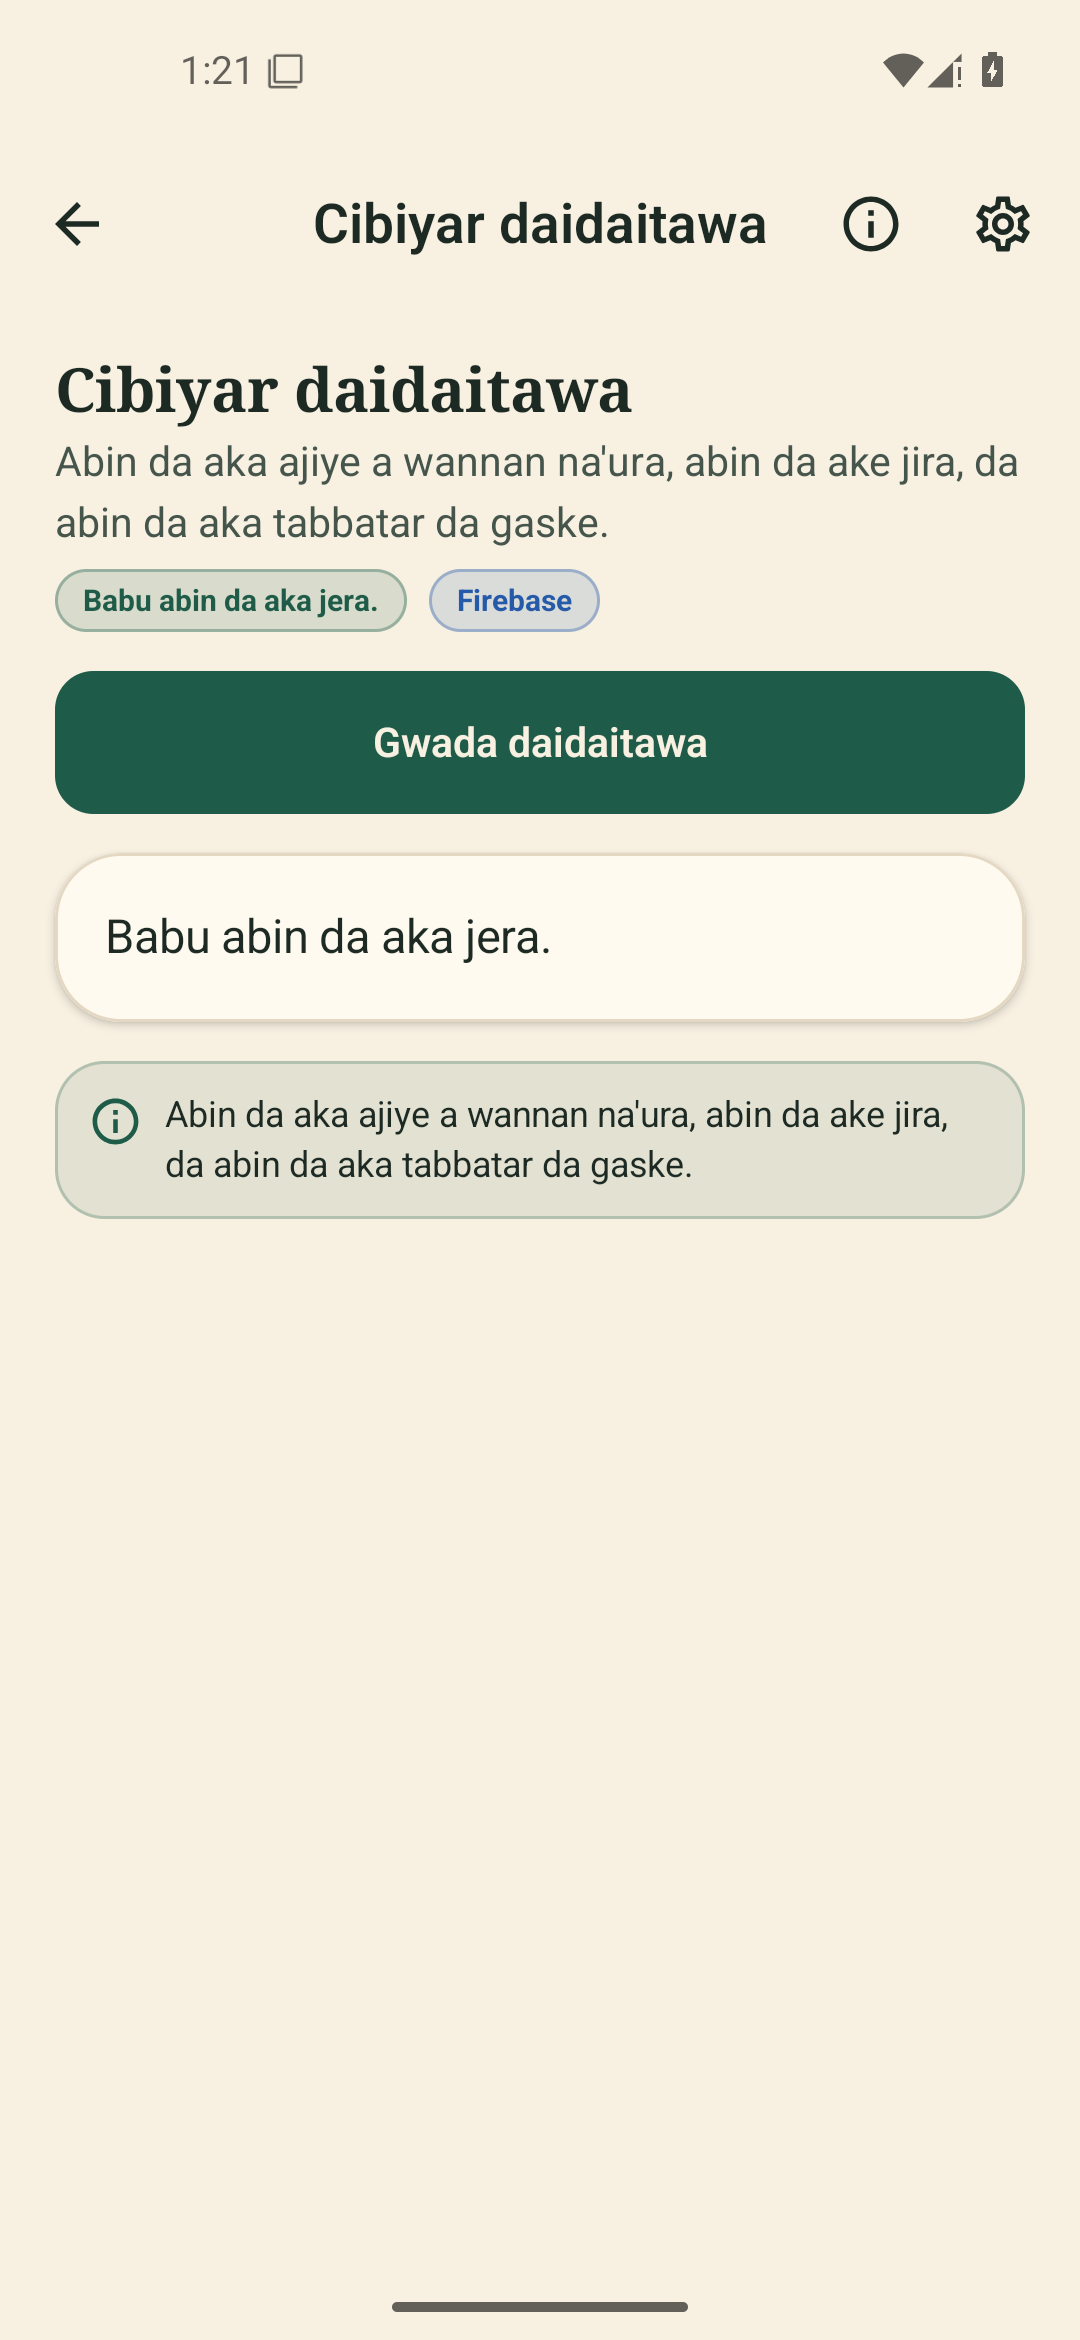 1:21
Cibiyar daidaitawa
Cibiyar daidaitawa
Abin da aka ajiye a wannan na'ura, abin da ake jira, da
abin da aka tabbatar da gaske.
Babu abin da aka jera.
Firebase
Gwada daidaitawa
Babu abin da aka jera.
Abin da aka ajiye a wannan na'ura, abin da ake jira,
da abin da aka tabbatar da gaske.